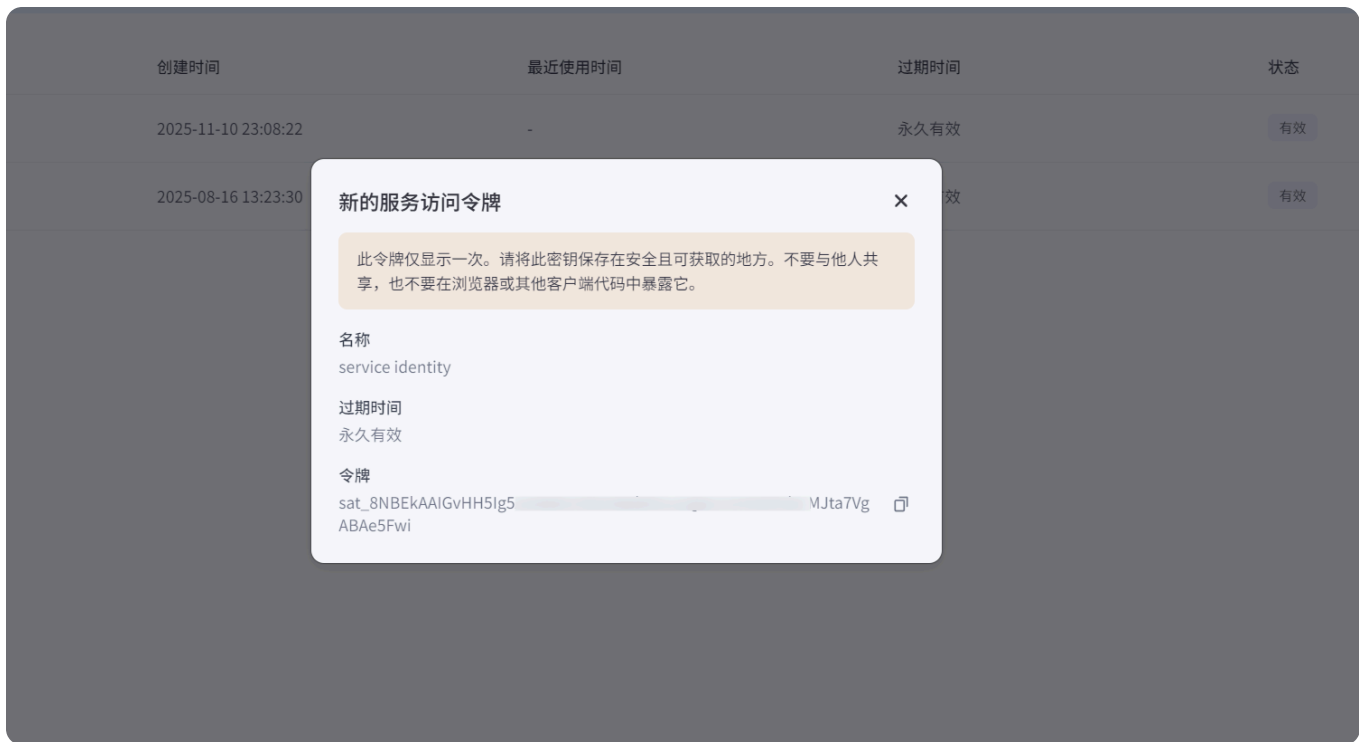 创建时间 最近使用时间 过期时间 状态
2025-11-10 23:08:22 - 永久有效 有效
2025-08-16 13:23:30 效 有效
新的服务访问令牌
此令牌仅显示一次。请将此密钥保存在安全且可获取的地方。不要与他人共
享，也不要在浏览器或其他客户端代码中暴露它。
名称
service identity
过期时间
永久有效
令牌
sat_8NBEkAAIGvHH5Ig5 MJta7Vg
ABAe5Fwi